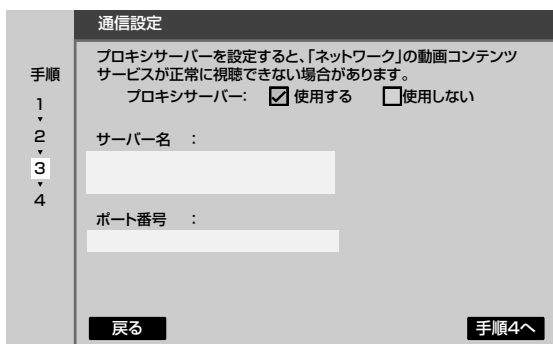 通信設定
プロキシサーバーを設定すると、「ネットワーク」の動画コンテンツ
サービスが正常に視聴できない場合があります。
プロキシサーバー： 使用する 使用しない
手順
1
2
3
4
サーバー名 ：
ポート番号 ：
戻る
手順4へ